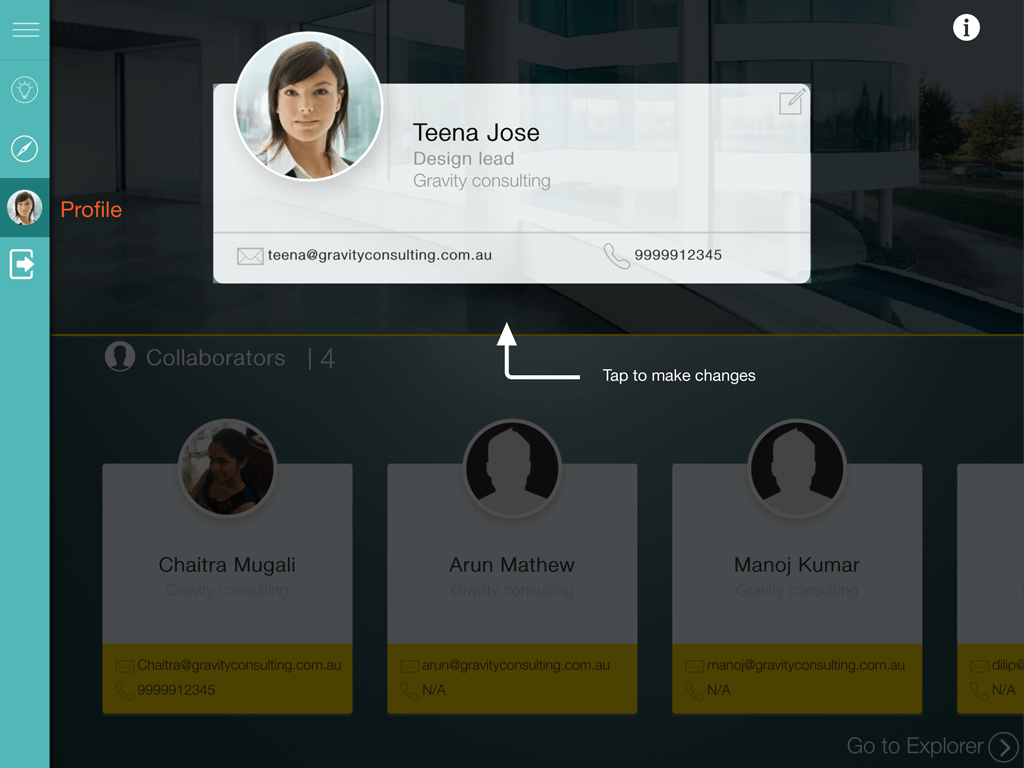 Profile
Teena Jose
Design lead
Gravity consulting
teena@gravityconsulting.com.au
9999912345
Tap to make changes
Collaborators | 4
Chaitra Mugali
Gravity consulting
Chaitra@gravityconsulting.com.au
9999912345
Arun Mathew
Gravity consulting
arun@gravityconsulting.com.au
N/A
Manoj Kumar
Gravity consulting
manoj@gravityconsulting.com.au
N/A
dilip@
N/A
Go to Explorer